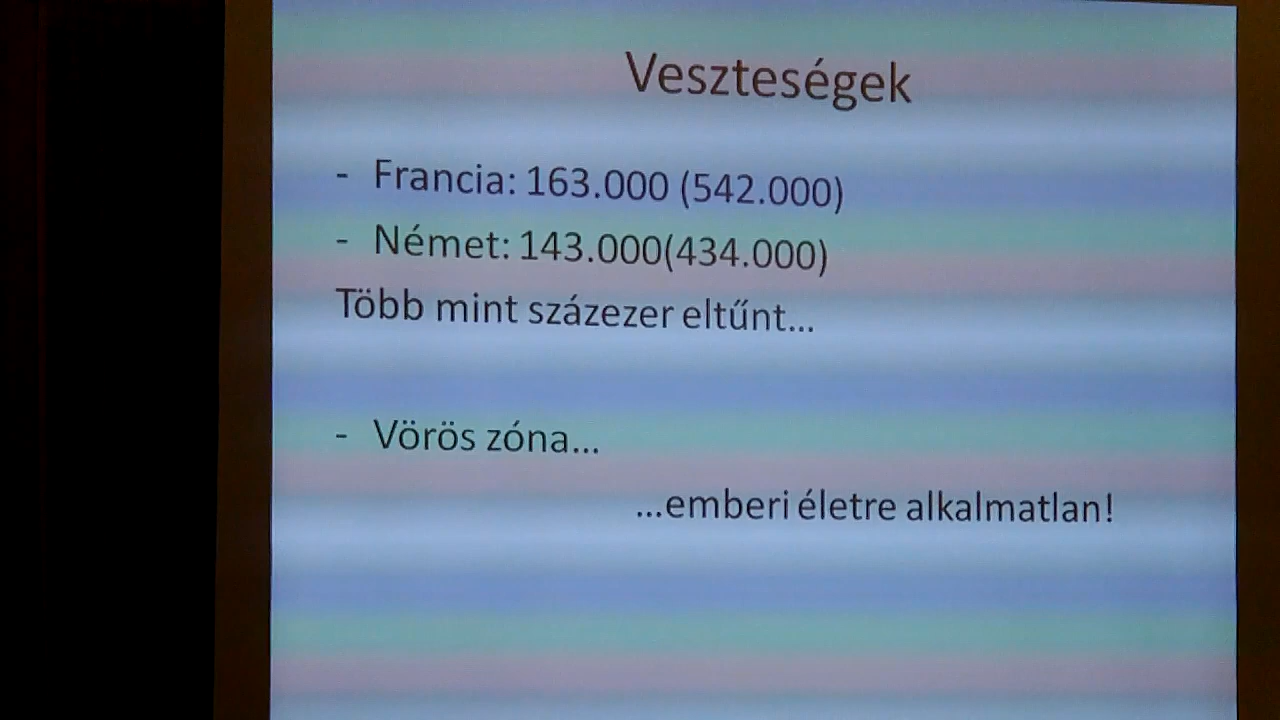 Veszteségek
- Francia: 163.000 (542.000)
- Német: 143.000(434.000)
Több mint százezer eltűnt...
- Vörös zóna...
...emberi életre alkalmatlan!